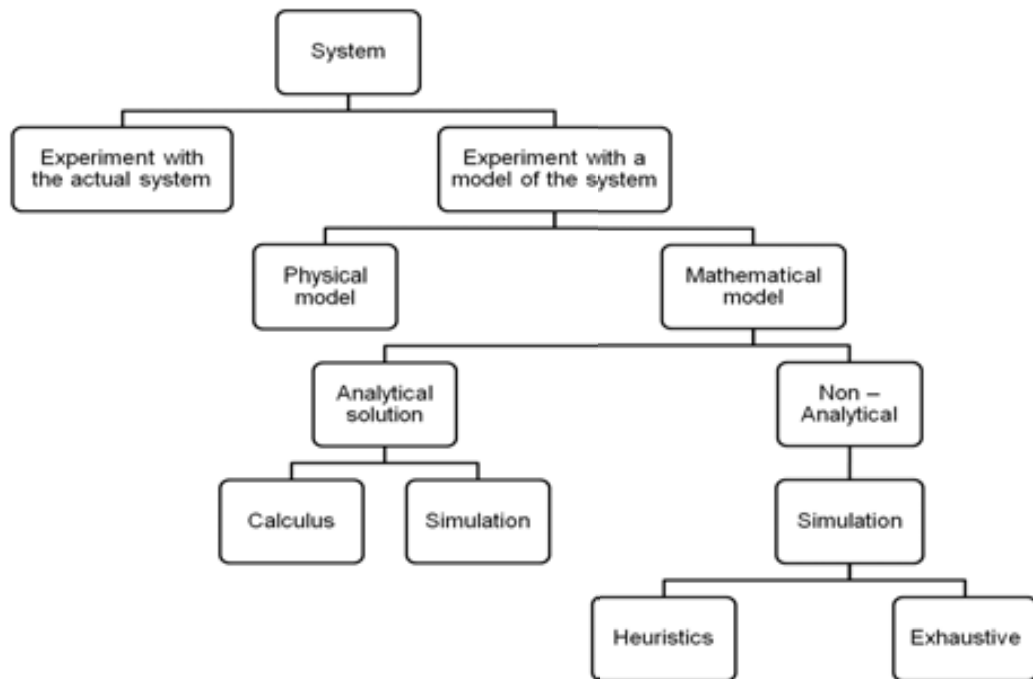 System
Experiment with
the actual system
Experiment with a
model of the system
Physical
model
Mathematical
model
Analytical
solution
Non –
Analytical
Calculus
Simulation
Simulation
Heuristics
Exhaustive